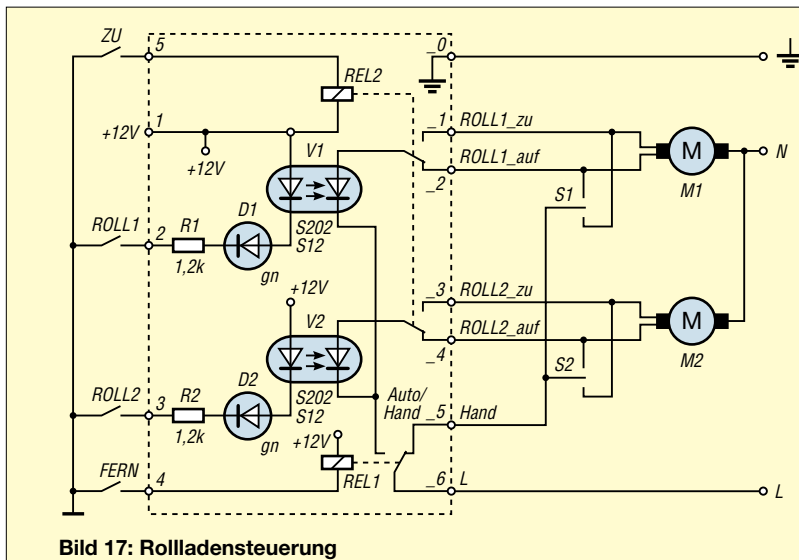 ZU
5
_0
REL2
1
+12V
+12V
V1
_1
ROLL1_zu
ROLL1_auf
_2
M
M1
N
S1
ROLL1
2
R1
1,2k
D1
gn
S202
S12
+12V
V2
_3
ROLL2_zu
ROLL2_auf
_4
M
M2
S2
ROLL2
3
R2
1,2k
D2
gn
S202
S12
Auto/
Hand
_5
Hand
+12V
FERN
4
REL1
_6
L
L
Bild 17: Rollladensteuerung